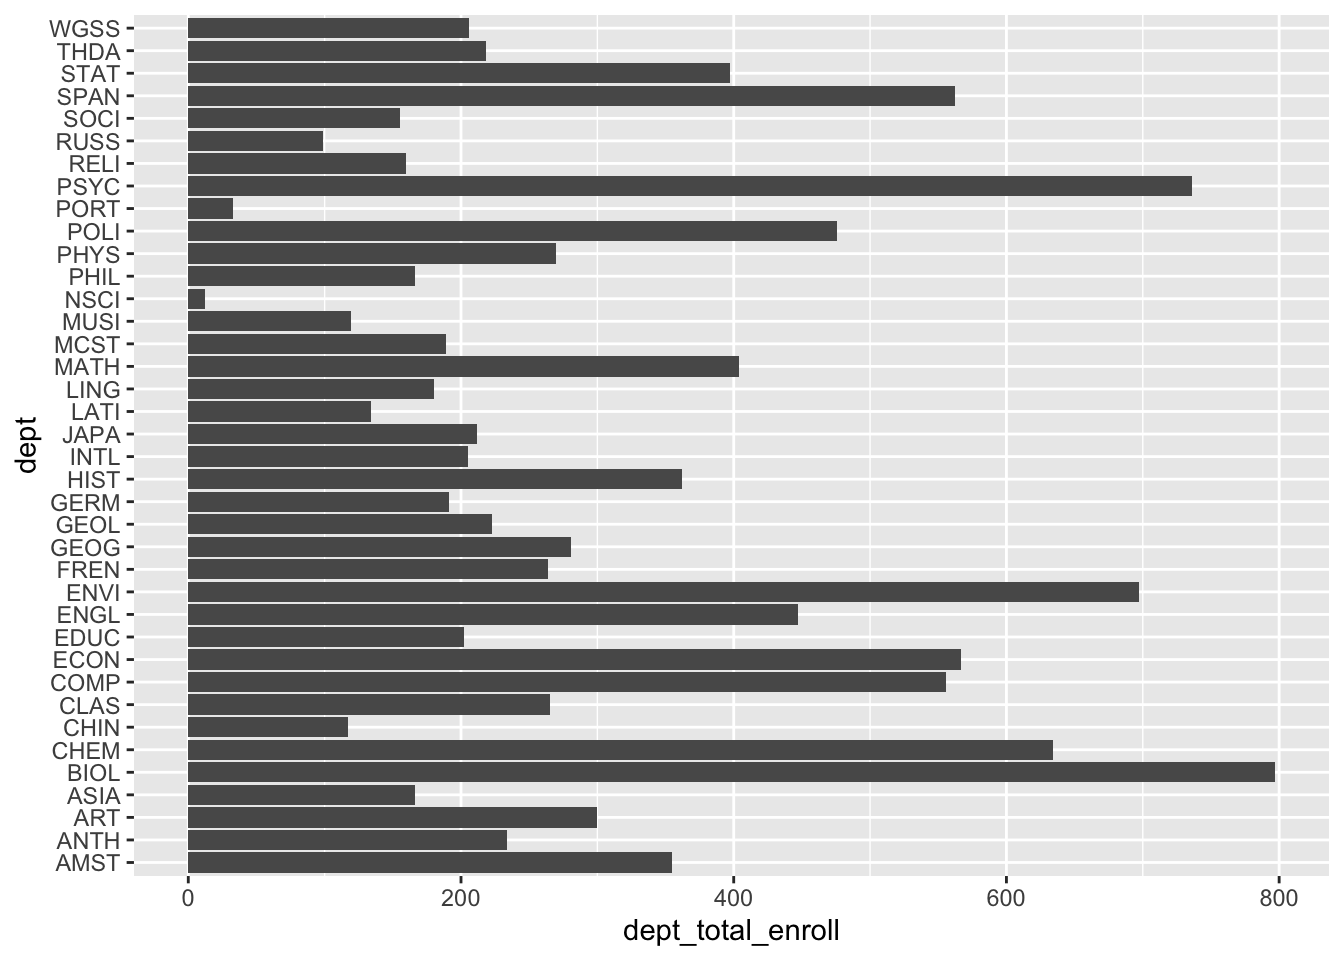 WGSS
THDA
STAT
SPAN
SOCI
RUSS
RELI
PSYC
PORT
POLI
PHYS
PHIL
NSCI
MUSI
MCST
MATH
LING
LATI
JAPA
INTL
HIST
GERM
GEOL
GEOG
FREN
ENVI
ENGL
EDUC
ECON
COMP
CLAS
CHIN
CHEM
BIOL
ASIA
ART
ANTH
AMST
dept
0 200 400 600 800
dept_total_enroll